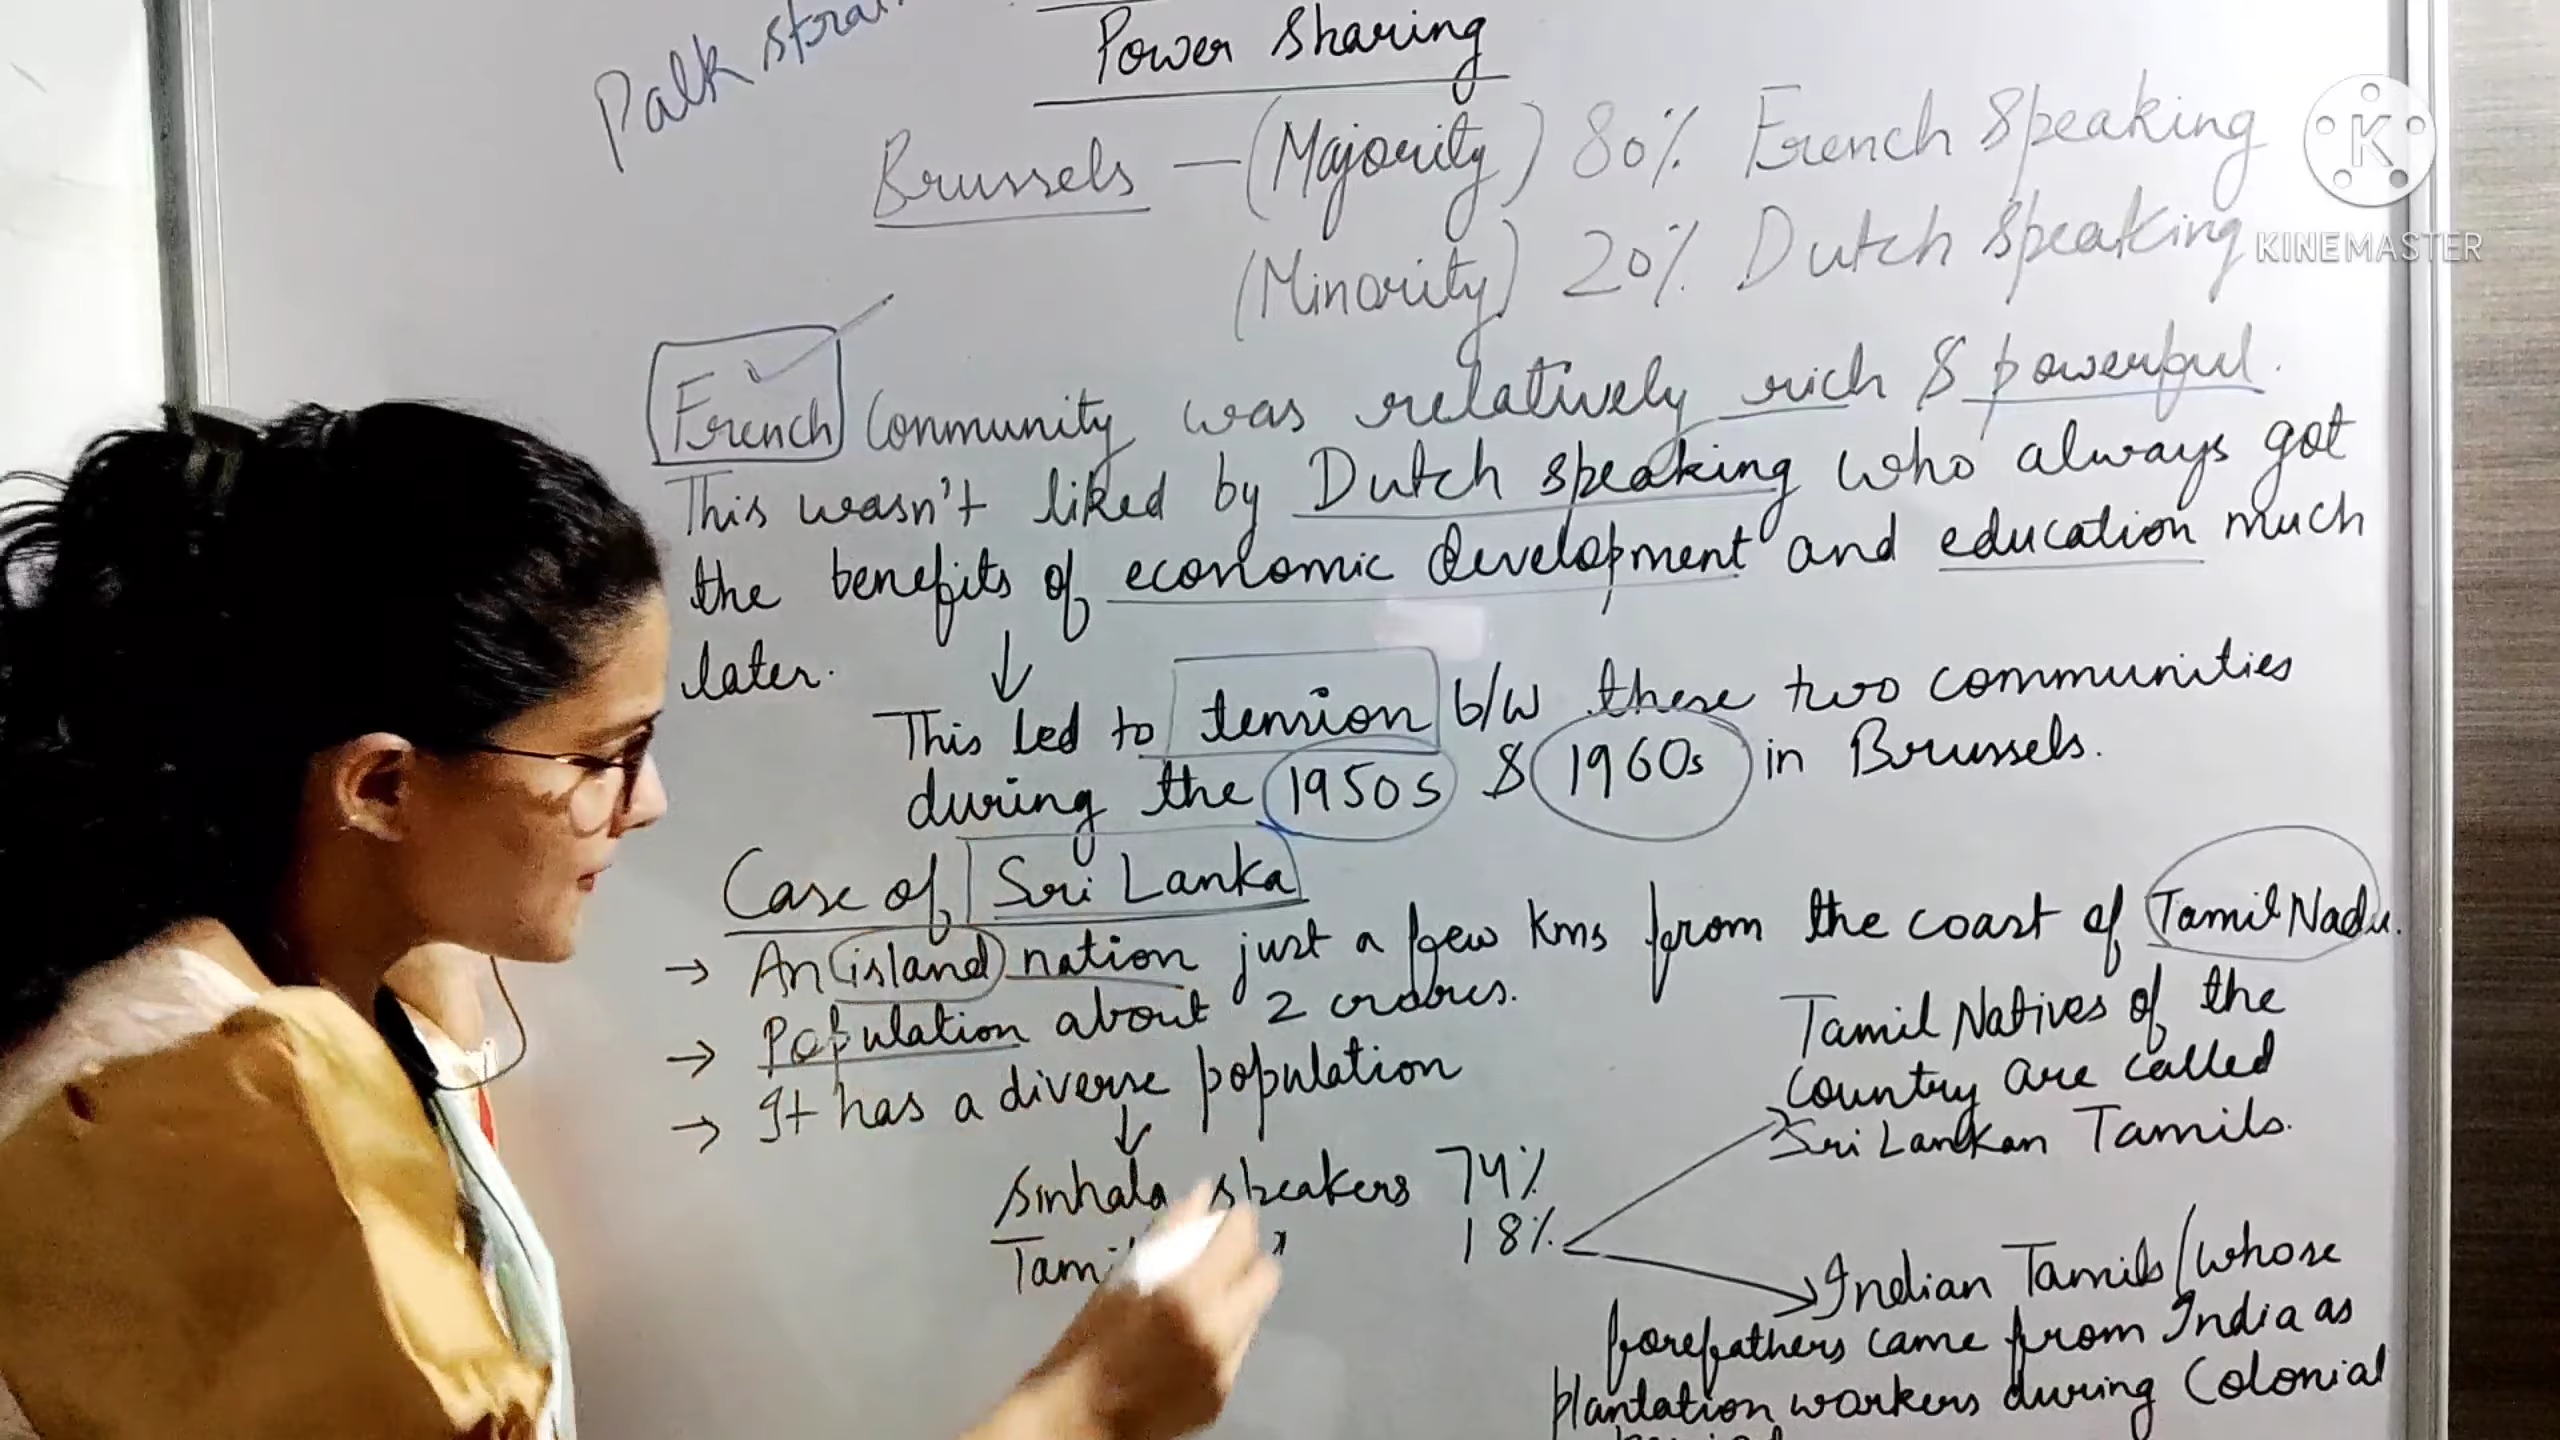 Palk
Power Sharing
Brussels — (Majority) 80% French Speaking
(Minority) 20% Dutch Speaking
KINEMASTER
French Community was relatively rich & powerful.
This wasn't liked by Dutch speaking who always got
the benefits of economic development and education much
later.
↓
This led to tension b/w these two communities
during the 1950s & 1960s in Brussels.
Case of Sri Lanka
→ An island nation just a few kms from the coast of Tamil Nadu.
→ Population about 2 crores.
→ It has a diverse population
↓
Sinhala speakers 74%
18%
Tamil Natives of the
country are called
Sri Lankan Tamils.
Indian Tamils (whose
forefathers came from India as
plantation workers during Colonial